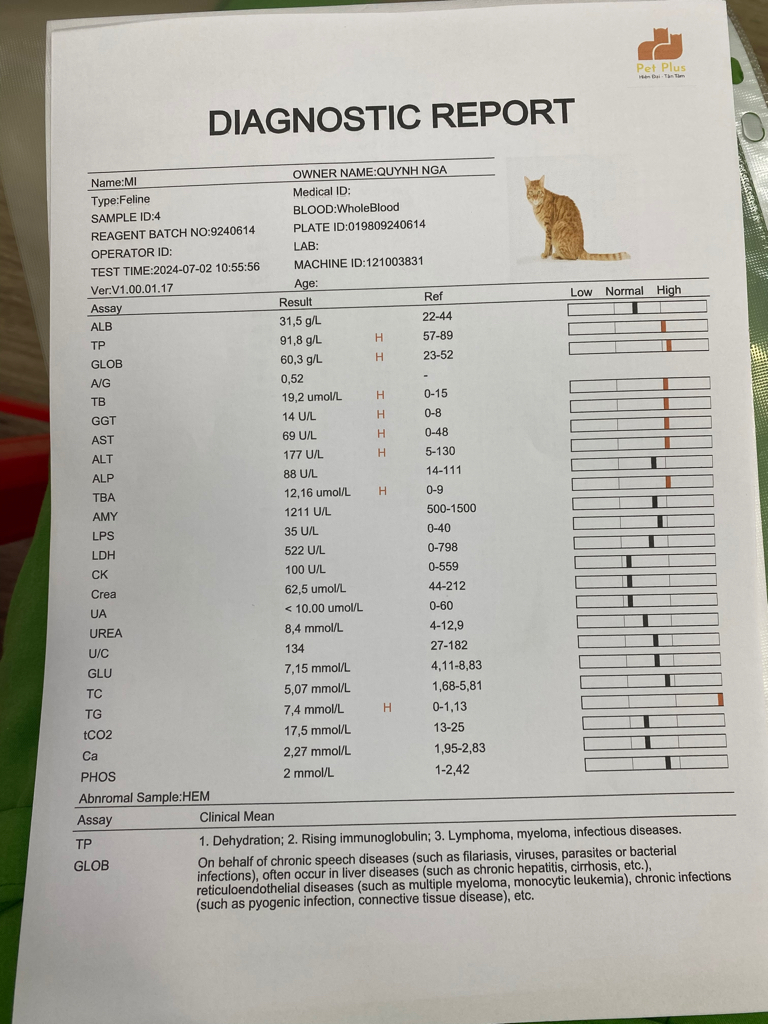 Pet Plus
Hiện Đại - Tận Tâm
DIAGNOSTIC REPORT
Name:MI
OWNER NAME:QUYNH NGA
Type:Feline
Medical ID:
SAMPLE ID:4
BLOOD:WholeBlood
REAGENT BATCH NO:9240614
PLATE ID:019809240614
OPERATOR ID:
LAB:
TEST TIME:2024-07-02 10:55:56
MACHINE ID:121003831
Ver:V1.00.01.17
Age:
Assay Result Ref Low Normal High
ALB 31,5 g/L 22-44
TP 91,8 g/L H 57-89
GLOB 60,3 g/L H 23-52
A/G 0,52 -
TB 19,2 umol/L H 0-15
GGT 14 U/L H 0-8
AST 69 U/L H 0-48
ALT 177 U/L H 5-130
ALP 88 U/L 14-111
TBA 12,16 umol/L H 0-9
AMY 1211 U/L 500-1500
LPS 35 U/L 0-40
LDH 522 U/L 0-798
CK 100 U/L 0-559
Crea 62,5 umol/L 44-212
UA < 10.00 umol/L 0-60
UREA 8,4 mmol/L 4-12,9
U/C 134 27-182
GLU 7,15 mmol/L 4,11-8,83
TC 5,07 mmol/L 1,68-5,81
TG 7,4 mmol/L H 0-1,13
tCO2 17,5 mmol/L 13-25
Ca 2,27 mmol/L 1,95-2,83
PHOS 2 mmol/L 1-2,42
Abnromal Sample:HEM
Assay Clinical Mean
TP 1. Dehydration; 2. Rising immunoglobulin; 3. Lymphoma, myeloma, infectious diseases.
GLOB On behalf of chronic speech diseases (such as filariasis, viruses, parasites or bacterial
infections), often occur in liver diseases (such as chronic hepatitis, cirrhosis, etc.),
reticuloendothelial diseases (such as multiple myeloma, monocytic leukemia), chronic infections
(such as pyogenic infection, connective tissue disease), etc.